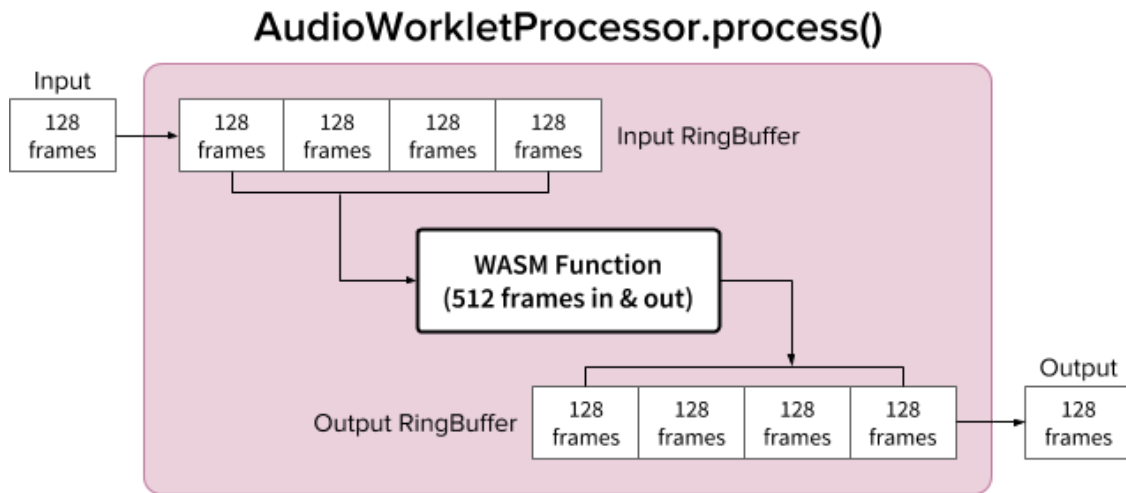 AudioWorkletProcessor.process()
Input
128
frames
128
frames
128
frames
128
frames
128
frames
Input RingBuffer
WASM Function
(512 frames in & out)
Output RingBuffer
128
frames
128
frames
128
frames
128
frames
Output
128
frames